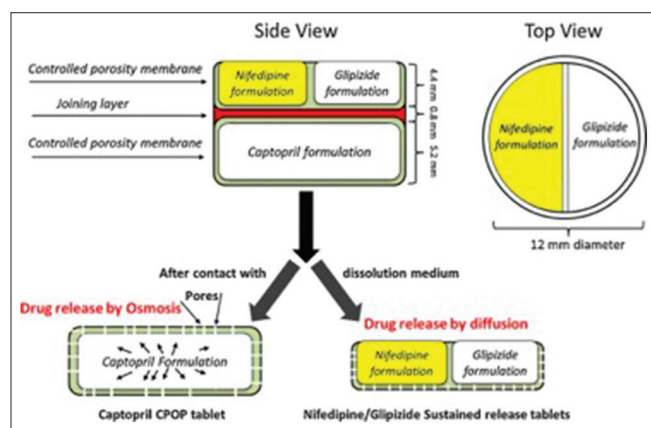 Side View
Top View
Controlled porosity membrane
Joining layer
Controlled porosity membrane
Nifedipine
formulation
Glipizide
formulation
Captopril formulation
4.4 mm
0.8 mm
5.2 mm
Nifedipine
formulation
Glipizide
formulation
12 mm diameter
After contact with
dissolution medium
Drug release by Osmosis
Pores
Captopril Formulation
Captopril CPOP tablet
Drug release by diffusion
Nifedipine
formulation
Glipizide
formulation
Nifedipine/Glipizide Sustained release tablets